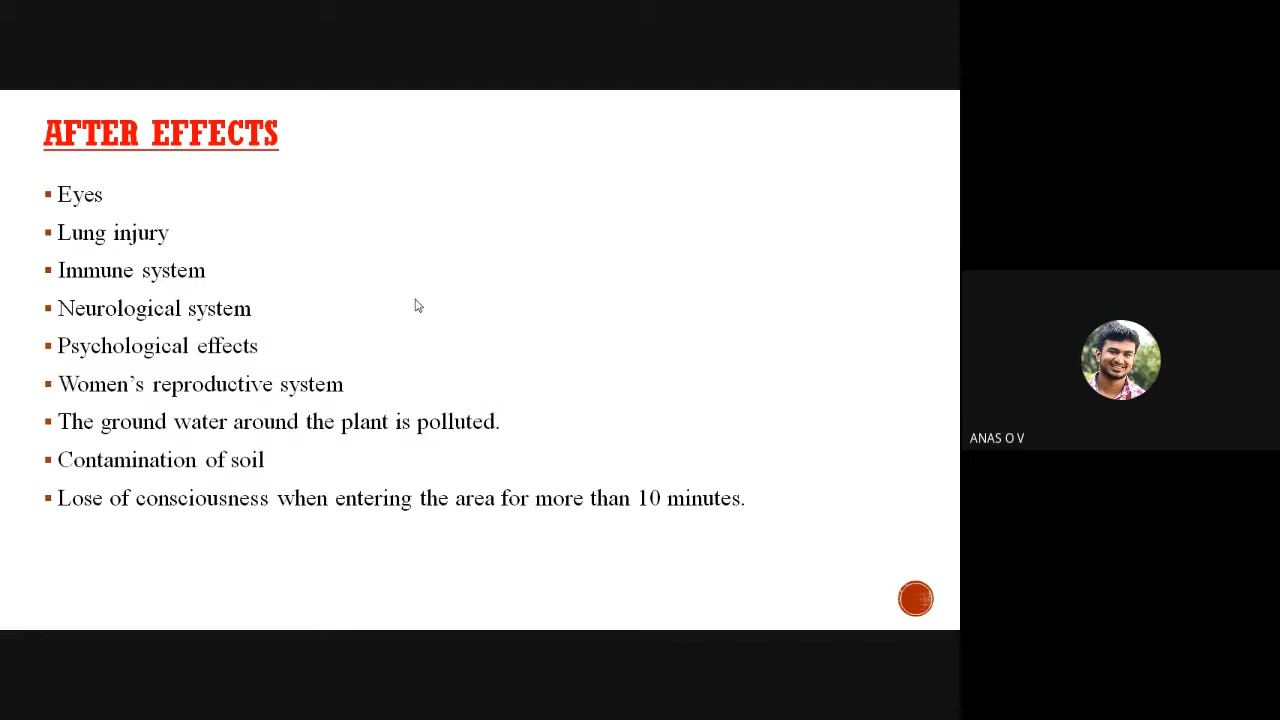 AFTER EFFECTS
▪ Eyes
▪ Lung injury
▪ Immune system
▪ Neurological system
▪ Psychological effects
▪ Women’s reproductive system
▪ The ground water around the plant is polluted.
▪ Contamination of soil
▪ Lose of consciousness when entering the area for more than 10 minutes.
ANAS O V